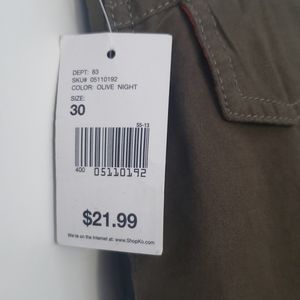 DEPT: 83
SKU# 05110192
COLOR: OLIVE NIGHT
SIZE:
30
55-13
400
05110192
$21.99
We're on the Internet at: www.ShopKo.com